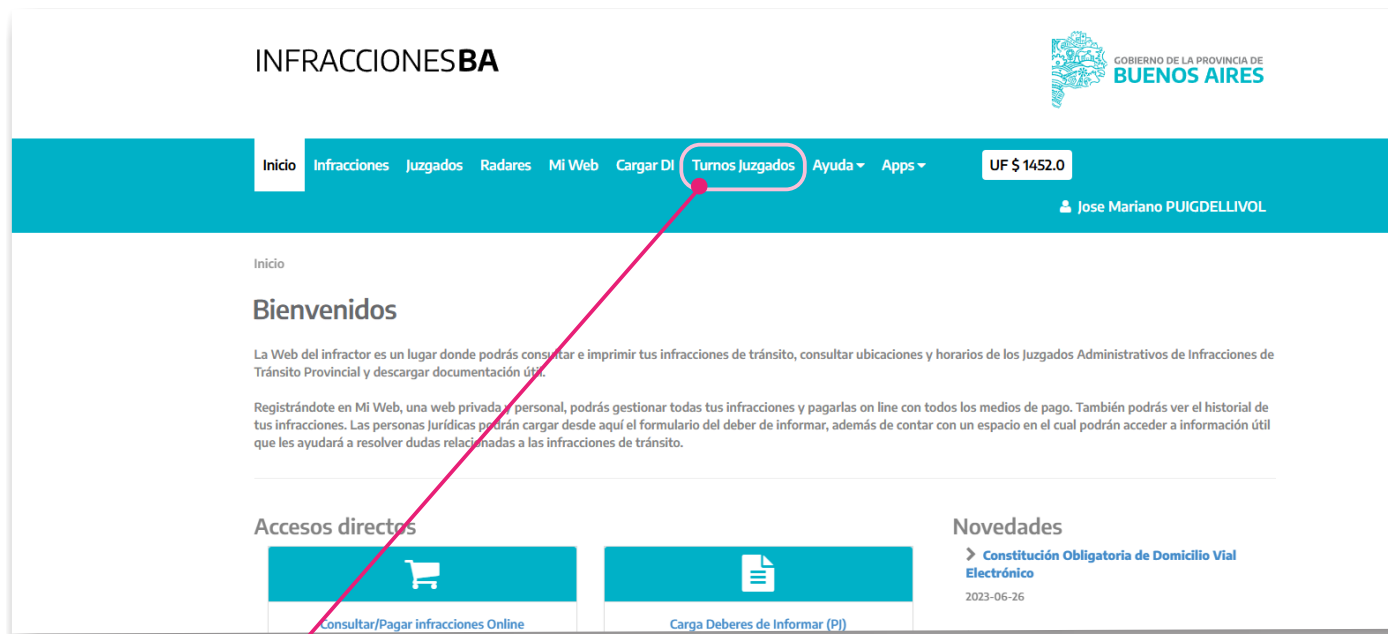 INFRACCIONESBA
GOBIERNO DE LA PROVINCIA DE
BUENOS AIRES
Inicio Infracciones Juzgados Radares Mi Web Cargar DI Turnos Juzgados Ayuda Apps UF $ 1452.0
Jose Mariano PUIGDELLIVOL
Inicio
Bienvenidos
La Web del infractor es un lugar donde podrás consultar e imprimir tus infracciones de tránsito, consultar ubicaciones y horarios de los Juzgados Administrativos de Infracciones de
Tránsito Provincial y descargar documentación útil.
Registrándote en Mi Web, una web privada y personal, podrás gestionar todas tus infracciones y pagarlas on line con todos los medios de pago. También podrás ver el historial de
tus infracciones. Las personas Jurídicas podrán cargar desde aquí el formulario del deber de informar, además de contar con un espacio en el cual podrán acceder a información útil
que les ayudará a resolver dudas relacionadas a las infracciones de tránsito.
Accesos directos
Consultar/Pagar infracciones Online
Carga Deberes de Informar (PJ)
Novedades
Constitución Obligatoria de Domicilio Vial
Electrónico
2023-06-26